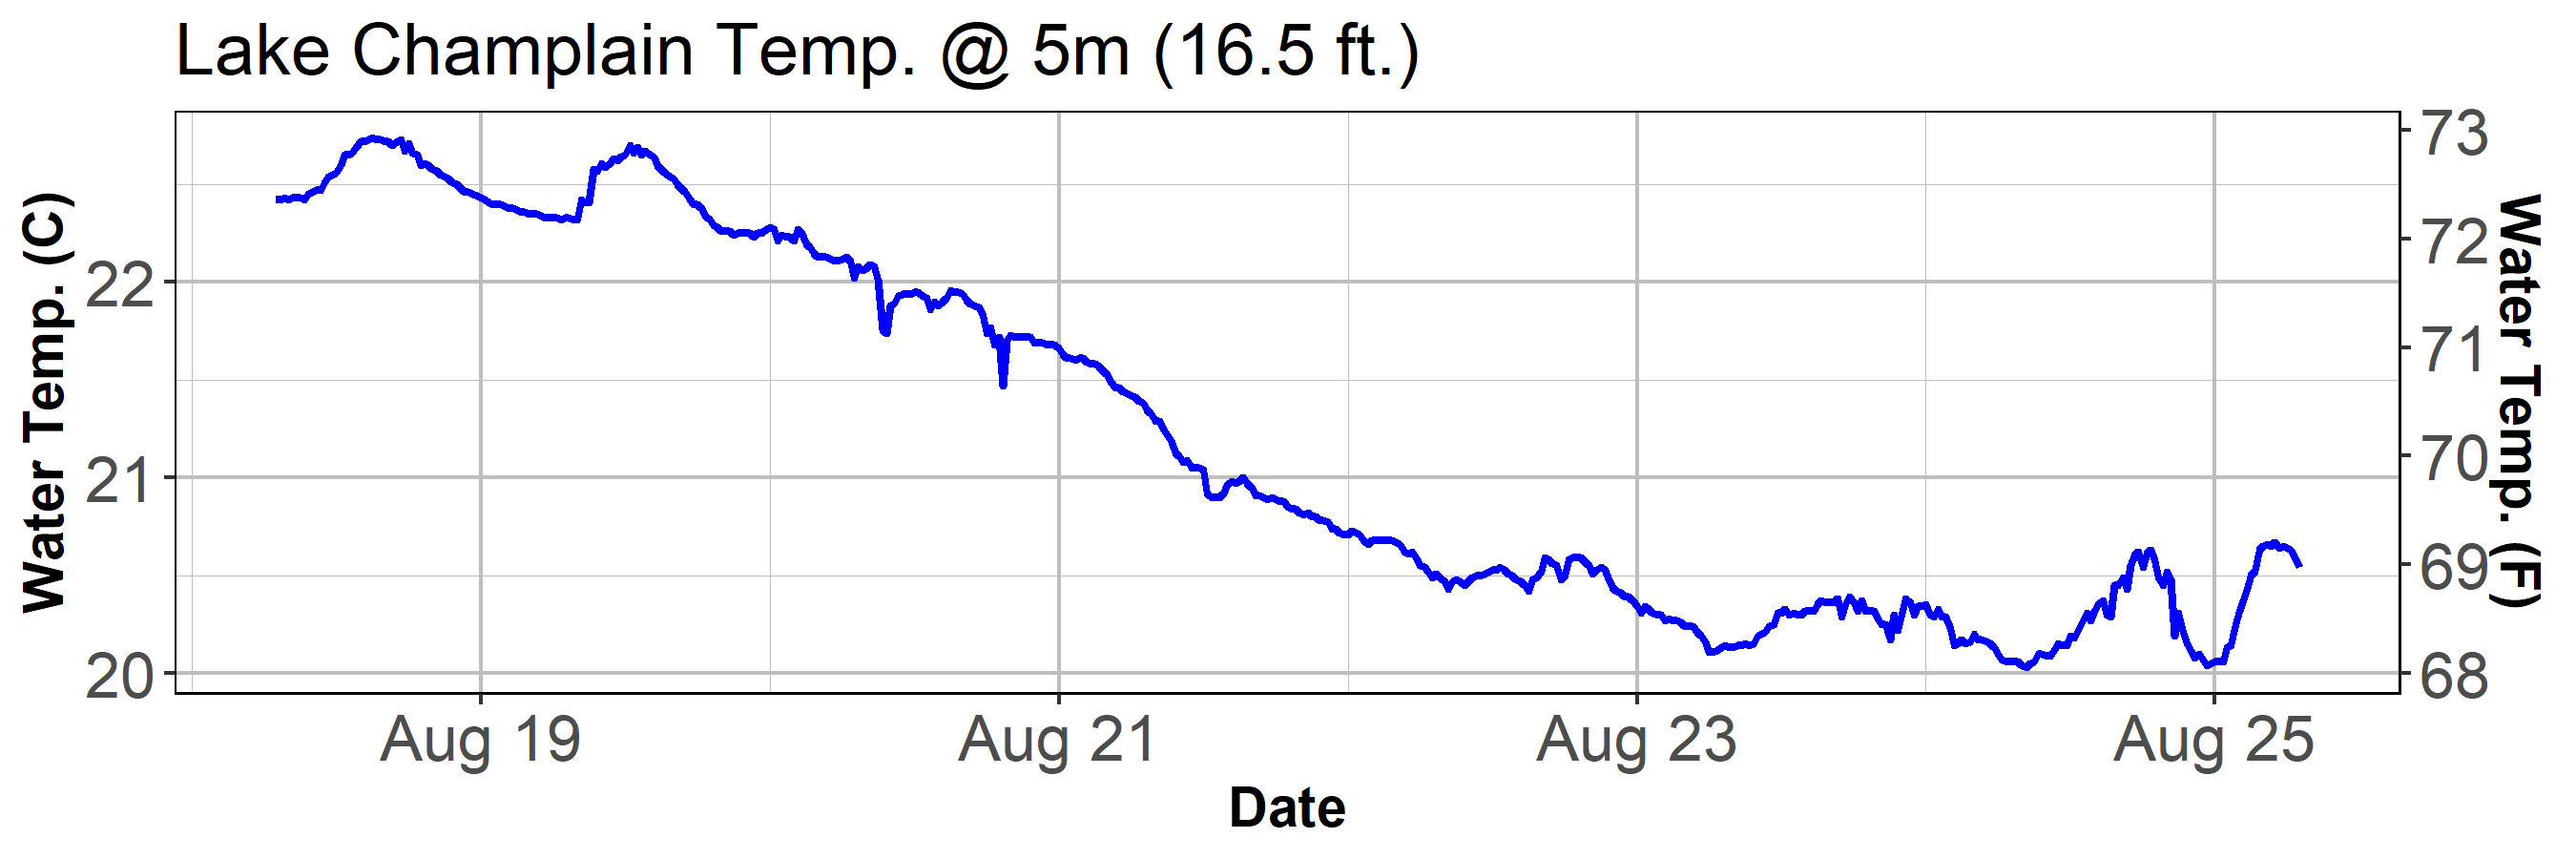 Lake Champlain Temp. @ 5m (16.5 ft.)
Water Temp. (C)
22
21
20
73
72
71
70
69
68
Water Temp. (F)
Aug 19
Aug 21
Aug 23
Aug 25
Date